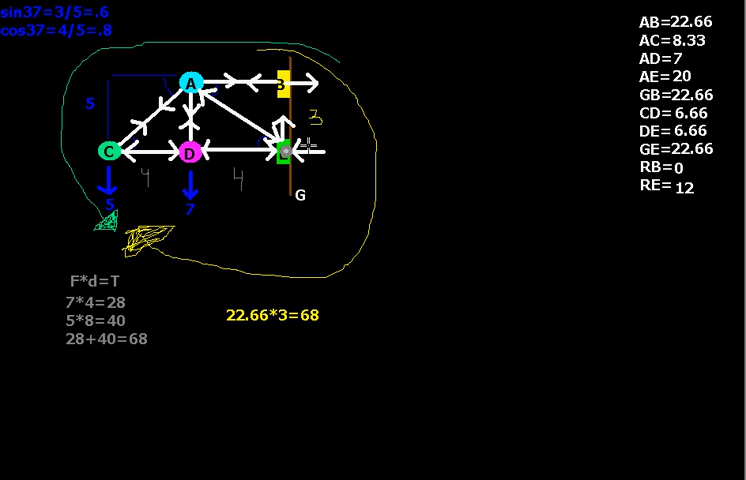 sin37=3/5=.6
cos37=4/5=.8
AB=22.66
AC=8.33
AD=7
AE=20
GB=22.66
CD=6.66
DE=6.66
GE=22.66
RB=0
RE=12
A
B
5
3
C
D
4
4
G
5
7
F*d=T
7*4=28
5*8=40
28+40=68
22.66*3=68